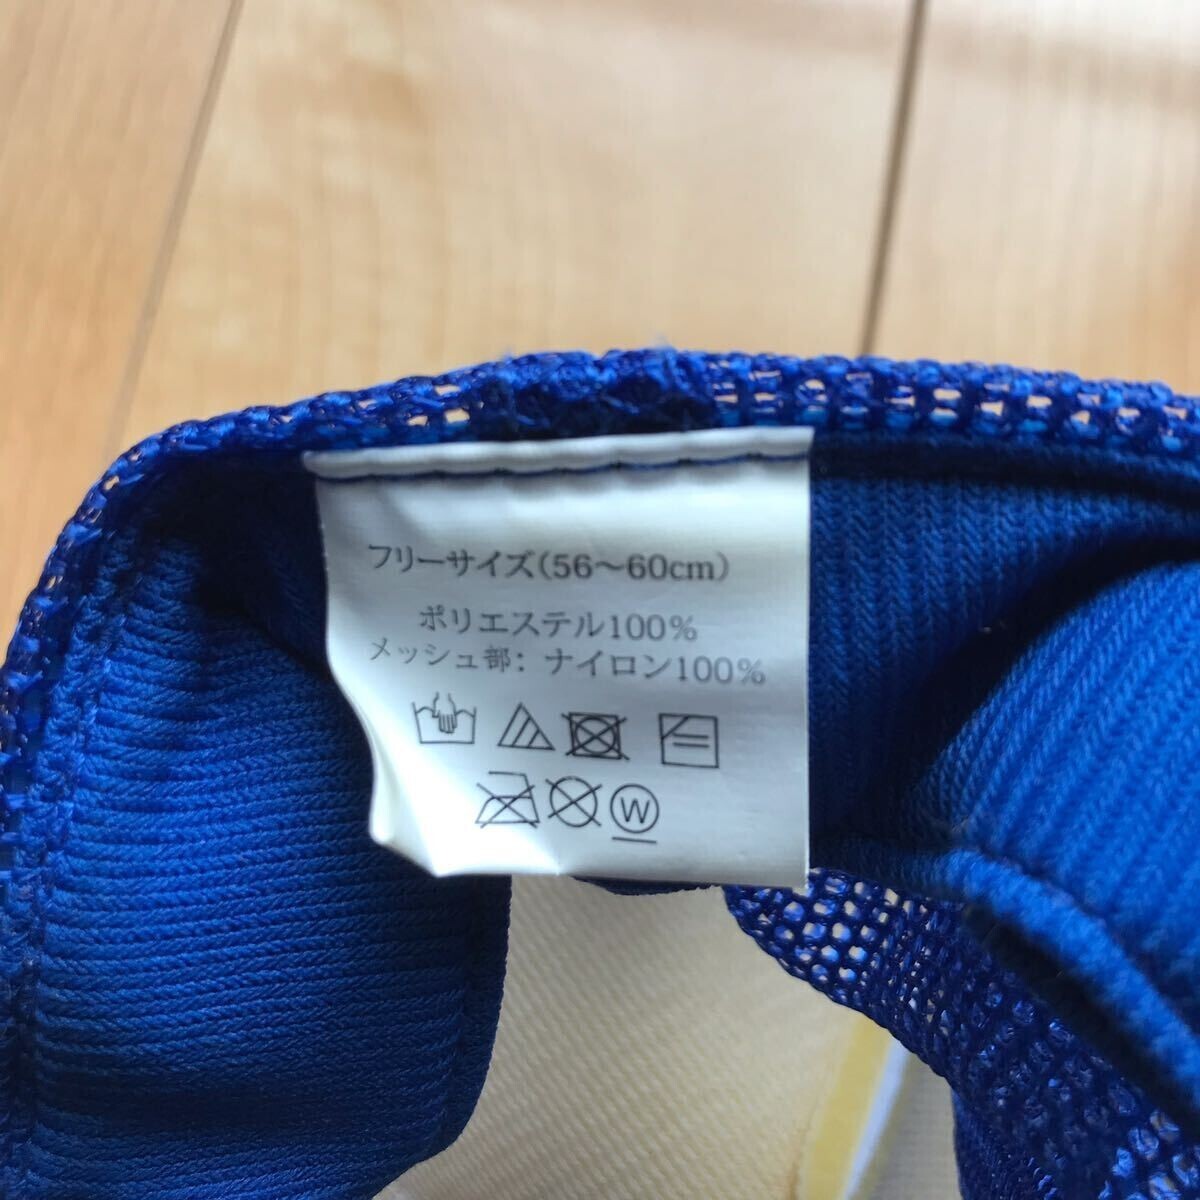 フリーサイズ(56～60cm)
ポリエステル100%
メッシュ部: ナイロン100%
W